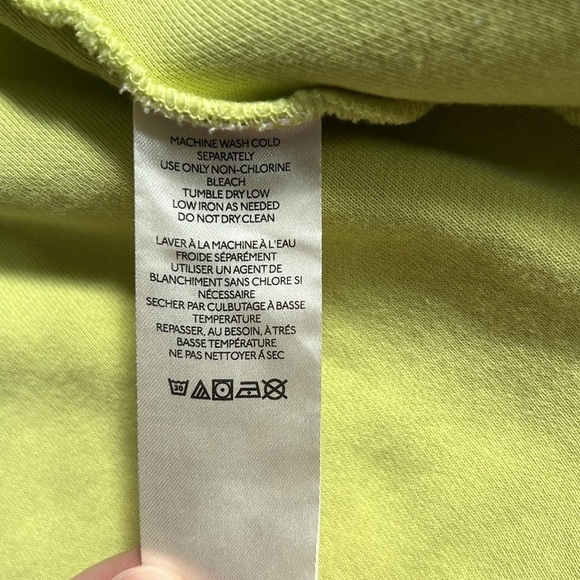 MACHINE WASH COLD
SEPARATELY
USE ONLY NON-CHLORINE
BLEACH
TUMBLE DRY LOW
LOW IRON AS NEEDED
DO NOT DRY CLEAN
LAVER À LA MACHINE À L'EAU
FROIDE SÉPARÉMENT
UTILISER UN AGENT DE
BLANCHIMENT SANS CHLORE SI
NÉCESSAIRE
SECHER PAR CULBUTAGE À BASSE
TEMPERATURE
REPASSER, AU BESOIN, À TRÉS
BASSE TEMPÉRATURE
NE PAS NETTOYER Á SEC
30